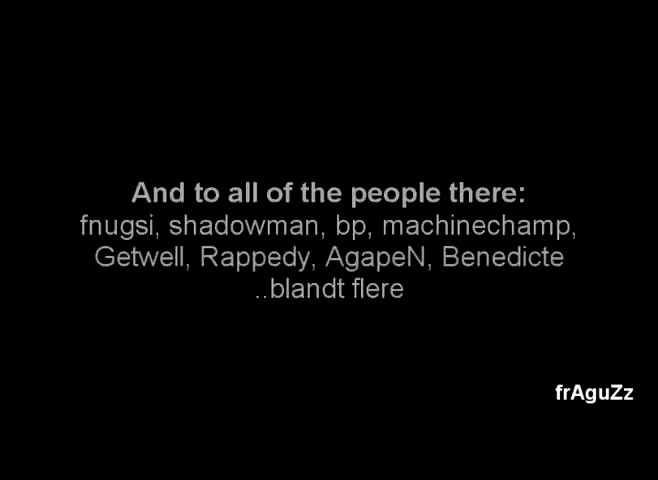 And to all of the people there:
fnugsi, shadowman, bp, machinechamp,
Getwell, Rappedy, AgapeN, Benedicte
..blandt flere
frAguZz